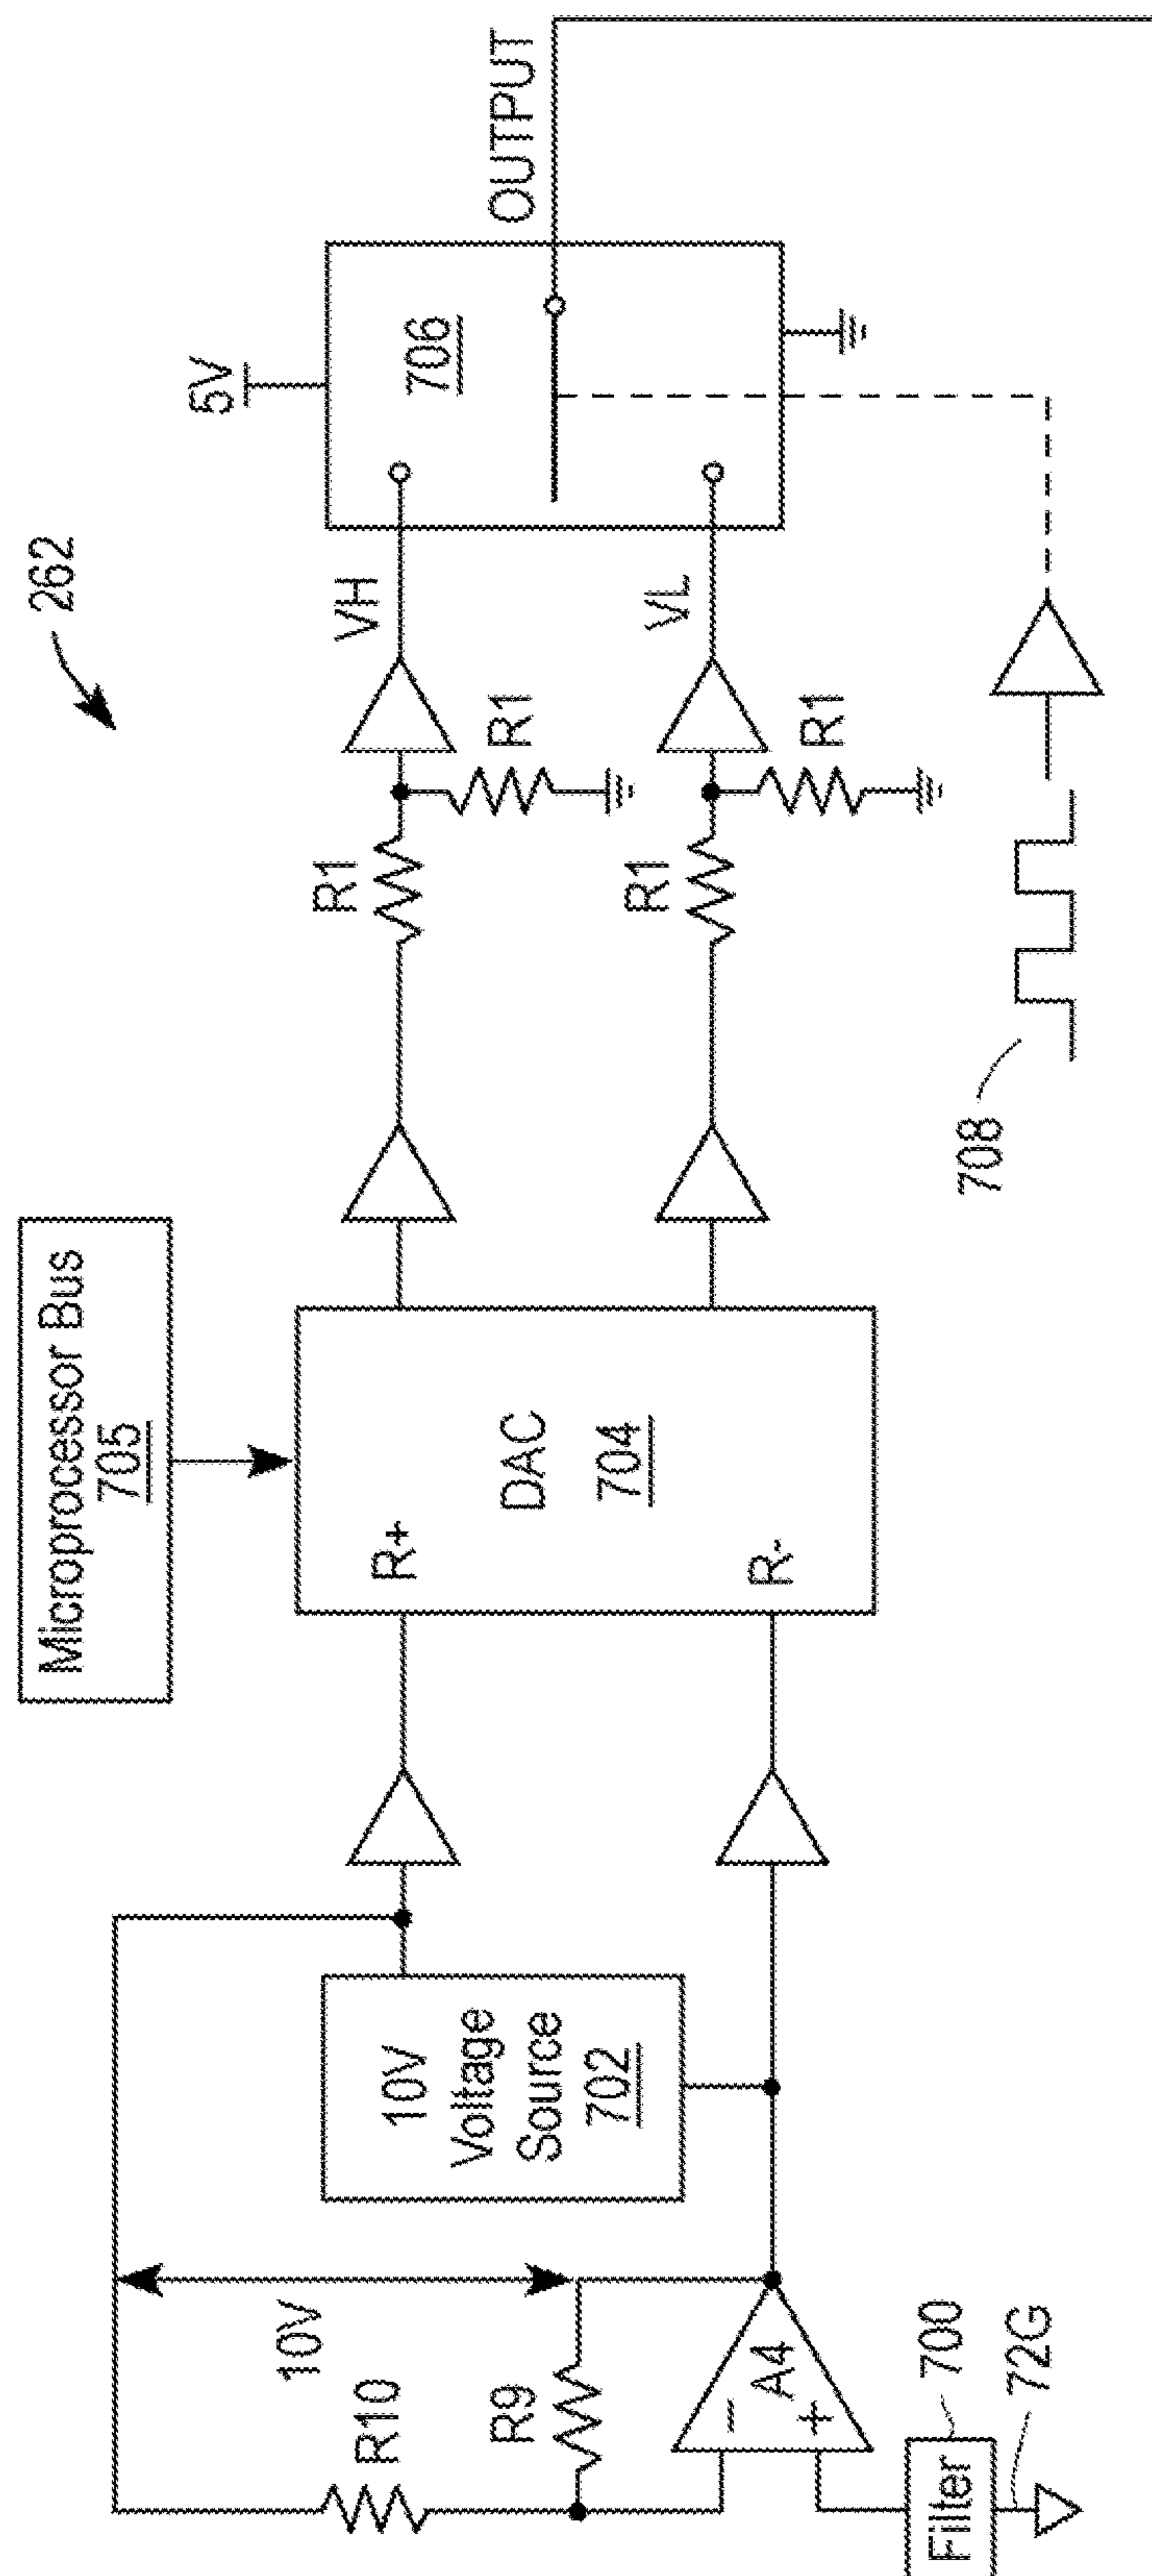 262
Microprocessor Bus
705
5V
OUTPUT
706
VH
VL
R1
R1
R1
R1
DAC
704
R+
R-
10V
Voltage
Source
702
10V
R10
R9
A4
-
+
Filter
700
72G
708